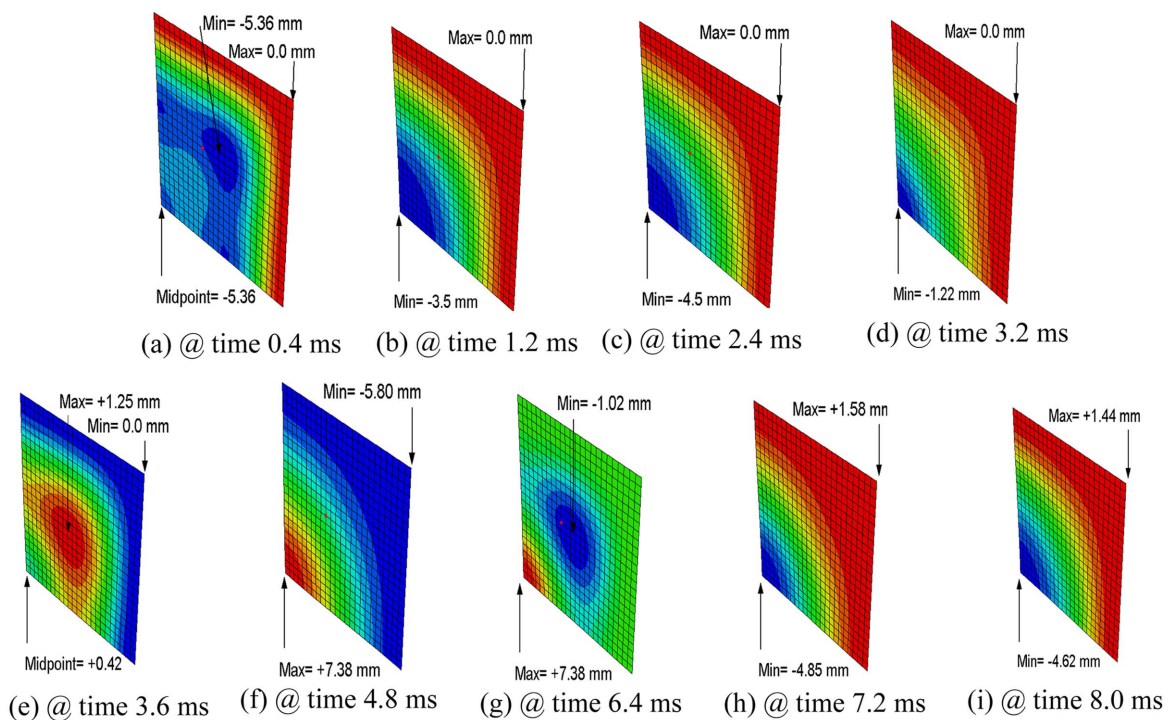 Min= -5.36 mm
Max= 0.0 mm
Midpoint= -5.36
(a) @ time 0.4 ms
Max= 0.0 mm
Min= -3.5 mm
(b) @ time 1.2 ms
Max= 0.0 mm
Min= -4.5 mm
(c) @ time 2.4 ms
Max= 0.0 mm
Min= -1.22 mm
(d) @ time 3.2 ms
Max= +1.25 mm
Min= 0.0 mm
Midpoint= +0.42
(e) @ time 3.6 ms
Min= -5.80 mm
Max= +7.38 mm
(f) @ time 4.8 ms
Min= -1.02 mm
Max= +7.38 mm
(g) @ time 6.4 ms
Max= +1.58 mm
Min= -4.85 mm
(h) @ time 7.2 ms
Max= +1.44 mm
Min= -4.62 mm
(i) @ time 8.0 ms